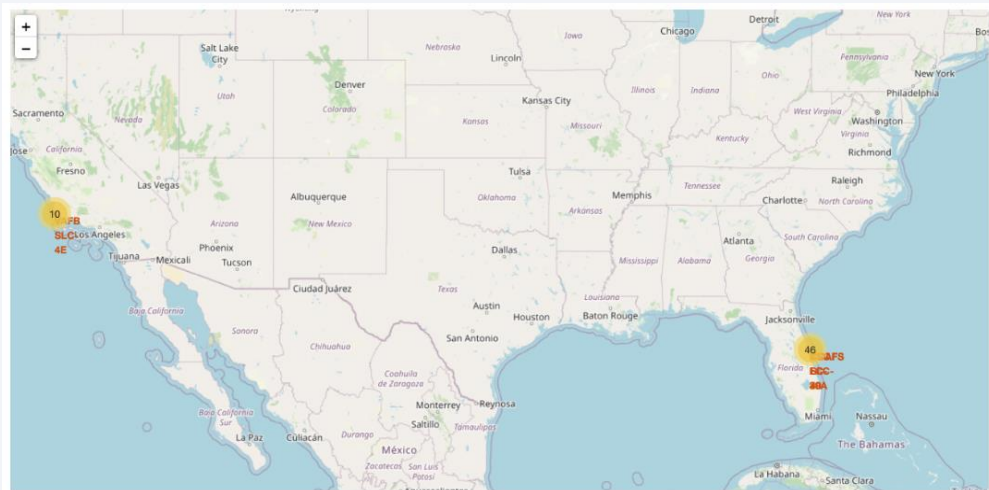 +
−
Detroit
New York
Chicago
Iowa
Salt Lake
City
Nebraska
Lincoln
Pennsylvania
New York
Ohio
Denver
Utah
Illinois
Indiana
Philadelphia
Kansas City
Sacramento
Nevada
Colorado
West Virginia
Washington
Kansas
Missouri
Virginia
California
Kentucky
Richmond
Fresno
Tulsa
Las Vegas
Raleigh
Tennessee
Albuquerque
Oklahoma
Memphis
Charlotte
North Carolina
10
Arizona
New Mexico
Arkansas
SLC-
Los Angeles
4E
South Carolina
Atlanta
Phoenix
Dallas
Tijuana
Mexicali
Tucson
Mississippi
Alabama
Georgia
Ciudad Juárez
Texas
Louisiana
Austin
Baja California
Houston
Baton Rouge
Jacksonville
Sonora
San Antonio
Chihuahua
46
Florida
Coahuila
de Zaragoza
Monterrey
Reynosa
Baja California
Sur
Saltillo
Miami
Nassau
Tamaulipas
La Paz
Culiacán
Durango
The Bahamas
México
Zacatecas
San Luis
Potosí
La Habana
Santa Clara